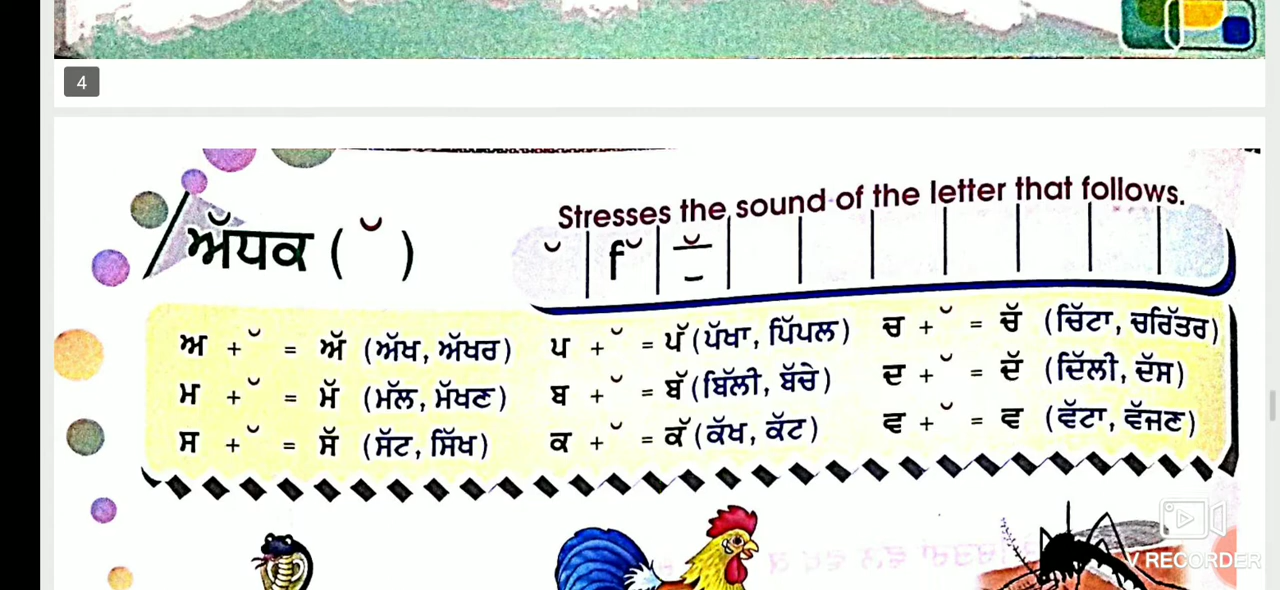 4
Stresses the sound of the letter that follows.
ਅੱਧਕ ( ੱ )
ੱ ਿੱ ੱ
ਅ + ੱ = ਅੱ (ਅੱਖ, ਅੱਖਰ) ਪ + ੱ = ਪੱ (ਪੱਖਾ, ਪਿੱਪਲ) ਚ + ੱ = ਚੱ (ਚਿੱਟਾ, ਚਰਿੱਤਰ)
ਮ + ੱ = ਮੱ (ਮੱਲ, ਮੱਖਣ) ਬ + ੱ = ਬੱ (ਬਿੱਲੀ, ਬੱਚੇ) ਦ + ੱ = ਦੱ (ਦਿੱਲੀ, ਦੱਸ)
ਸ + ੱ = ਸੱ (ਸੱਟ, ਸਿੱਖ) ਕ + ੱ = ਕੱ (ਕੱਖ, ਕੱਟ) ਵ + ੱ = ਵ (ਵੱਟਾ, ਵੱਜਣ)
V RECORDER